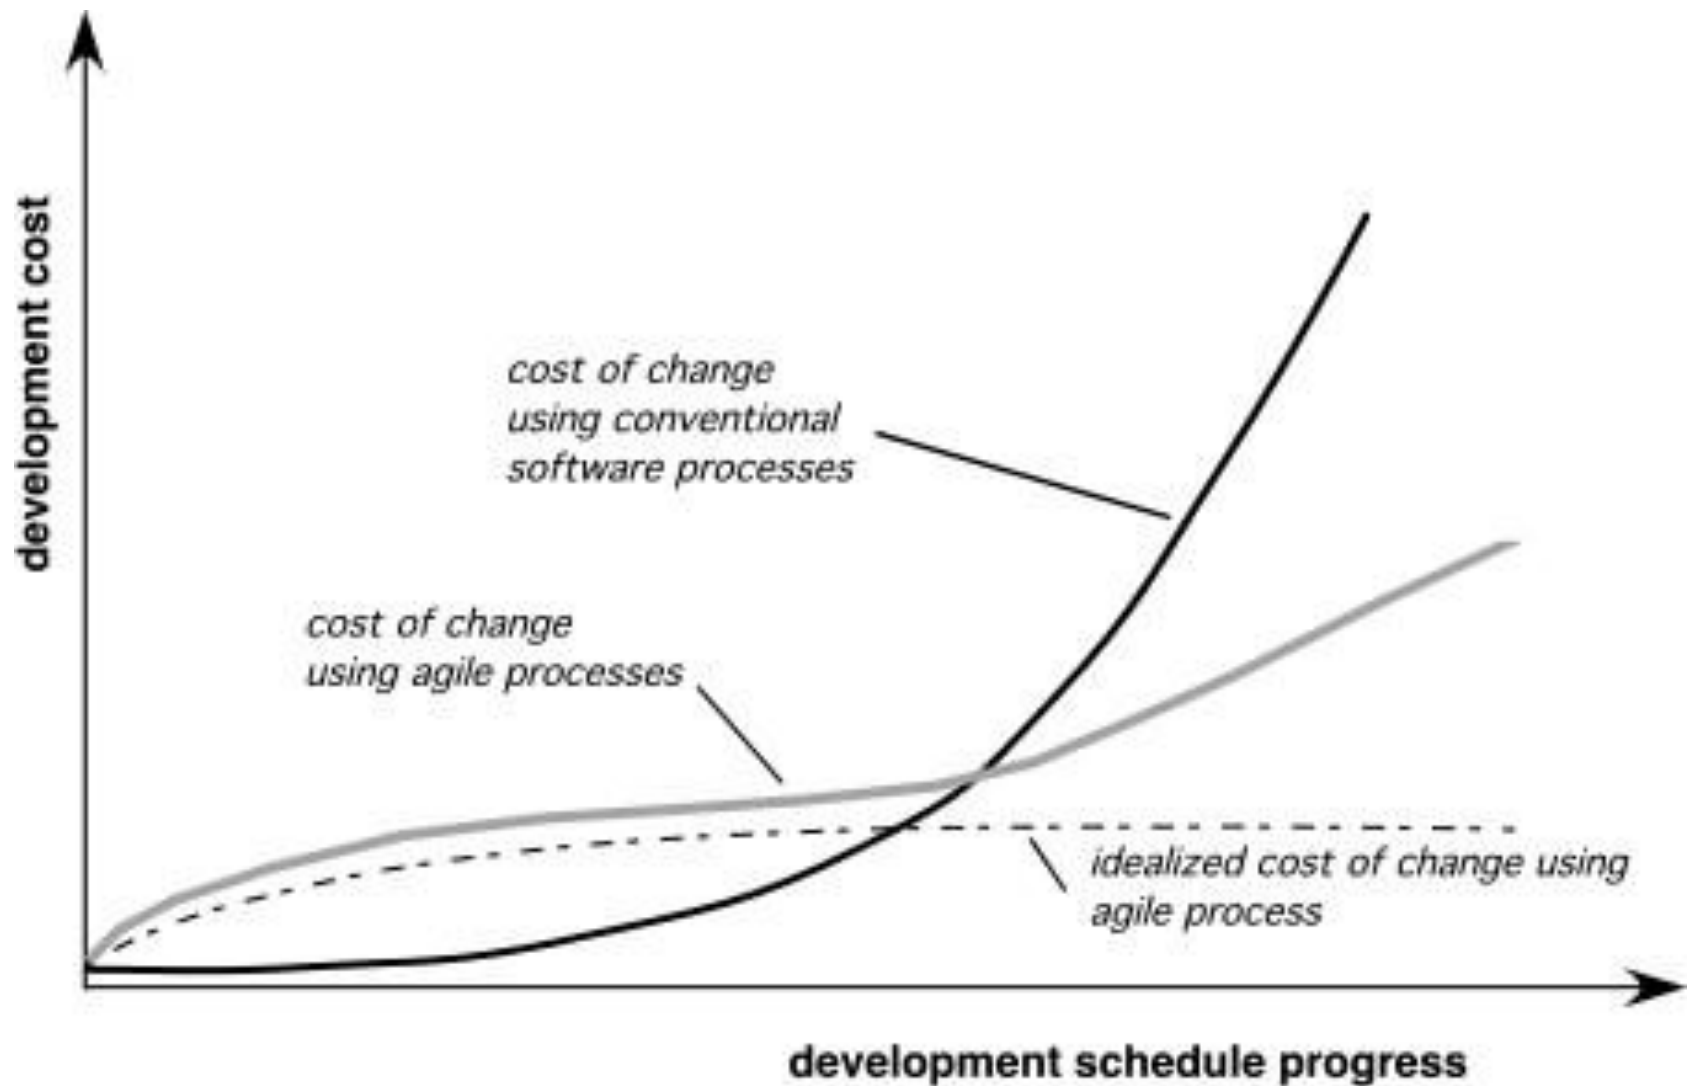 development cost
cost of change
using conventional
software processes
cost of change
using agile processes
idealized cost of change using
agile process
development schedule progress